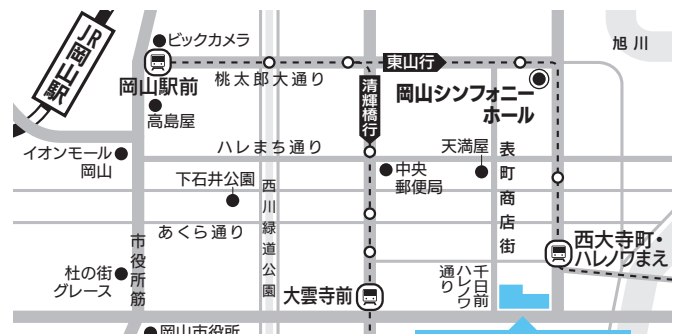 JR岡山駅
ビックカメラ
旭川
東山行
岡山駅前
桃太郎大通り
岡山シンフォニー
ホール
清輝橋行
高島屋
イオンモール
岡山
ハレまち通り
天満屋
表町商店街
中央
郵便局
下石井公園
西川緑道公園
あくら通り
市役所筋
西大寺町・
ハレノワまえ
杜の街
グレース
大雲寺前
千日前
ハレノワ
通り
岡山市役所